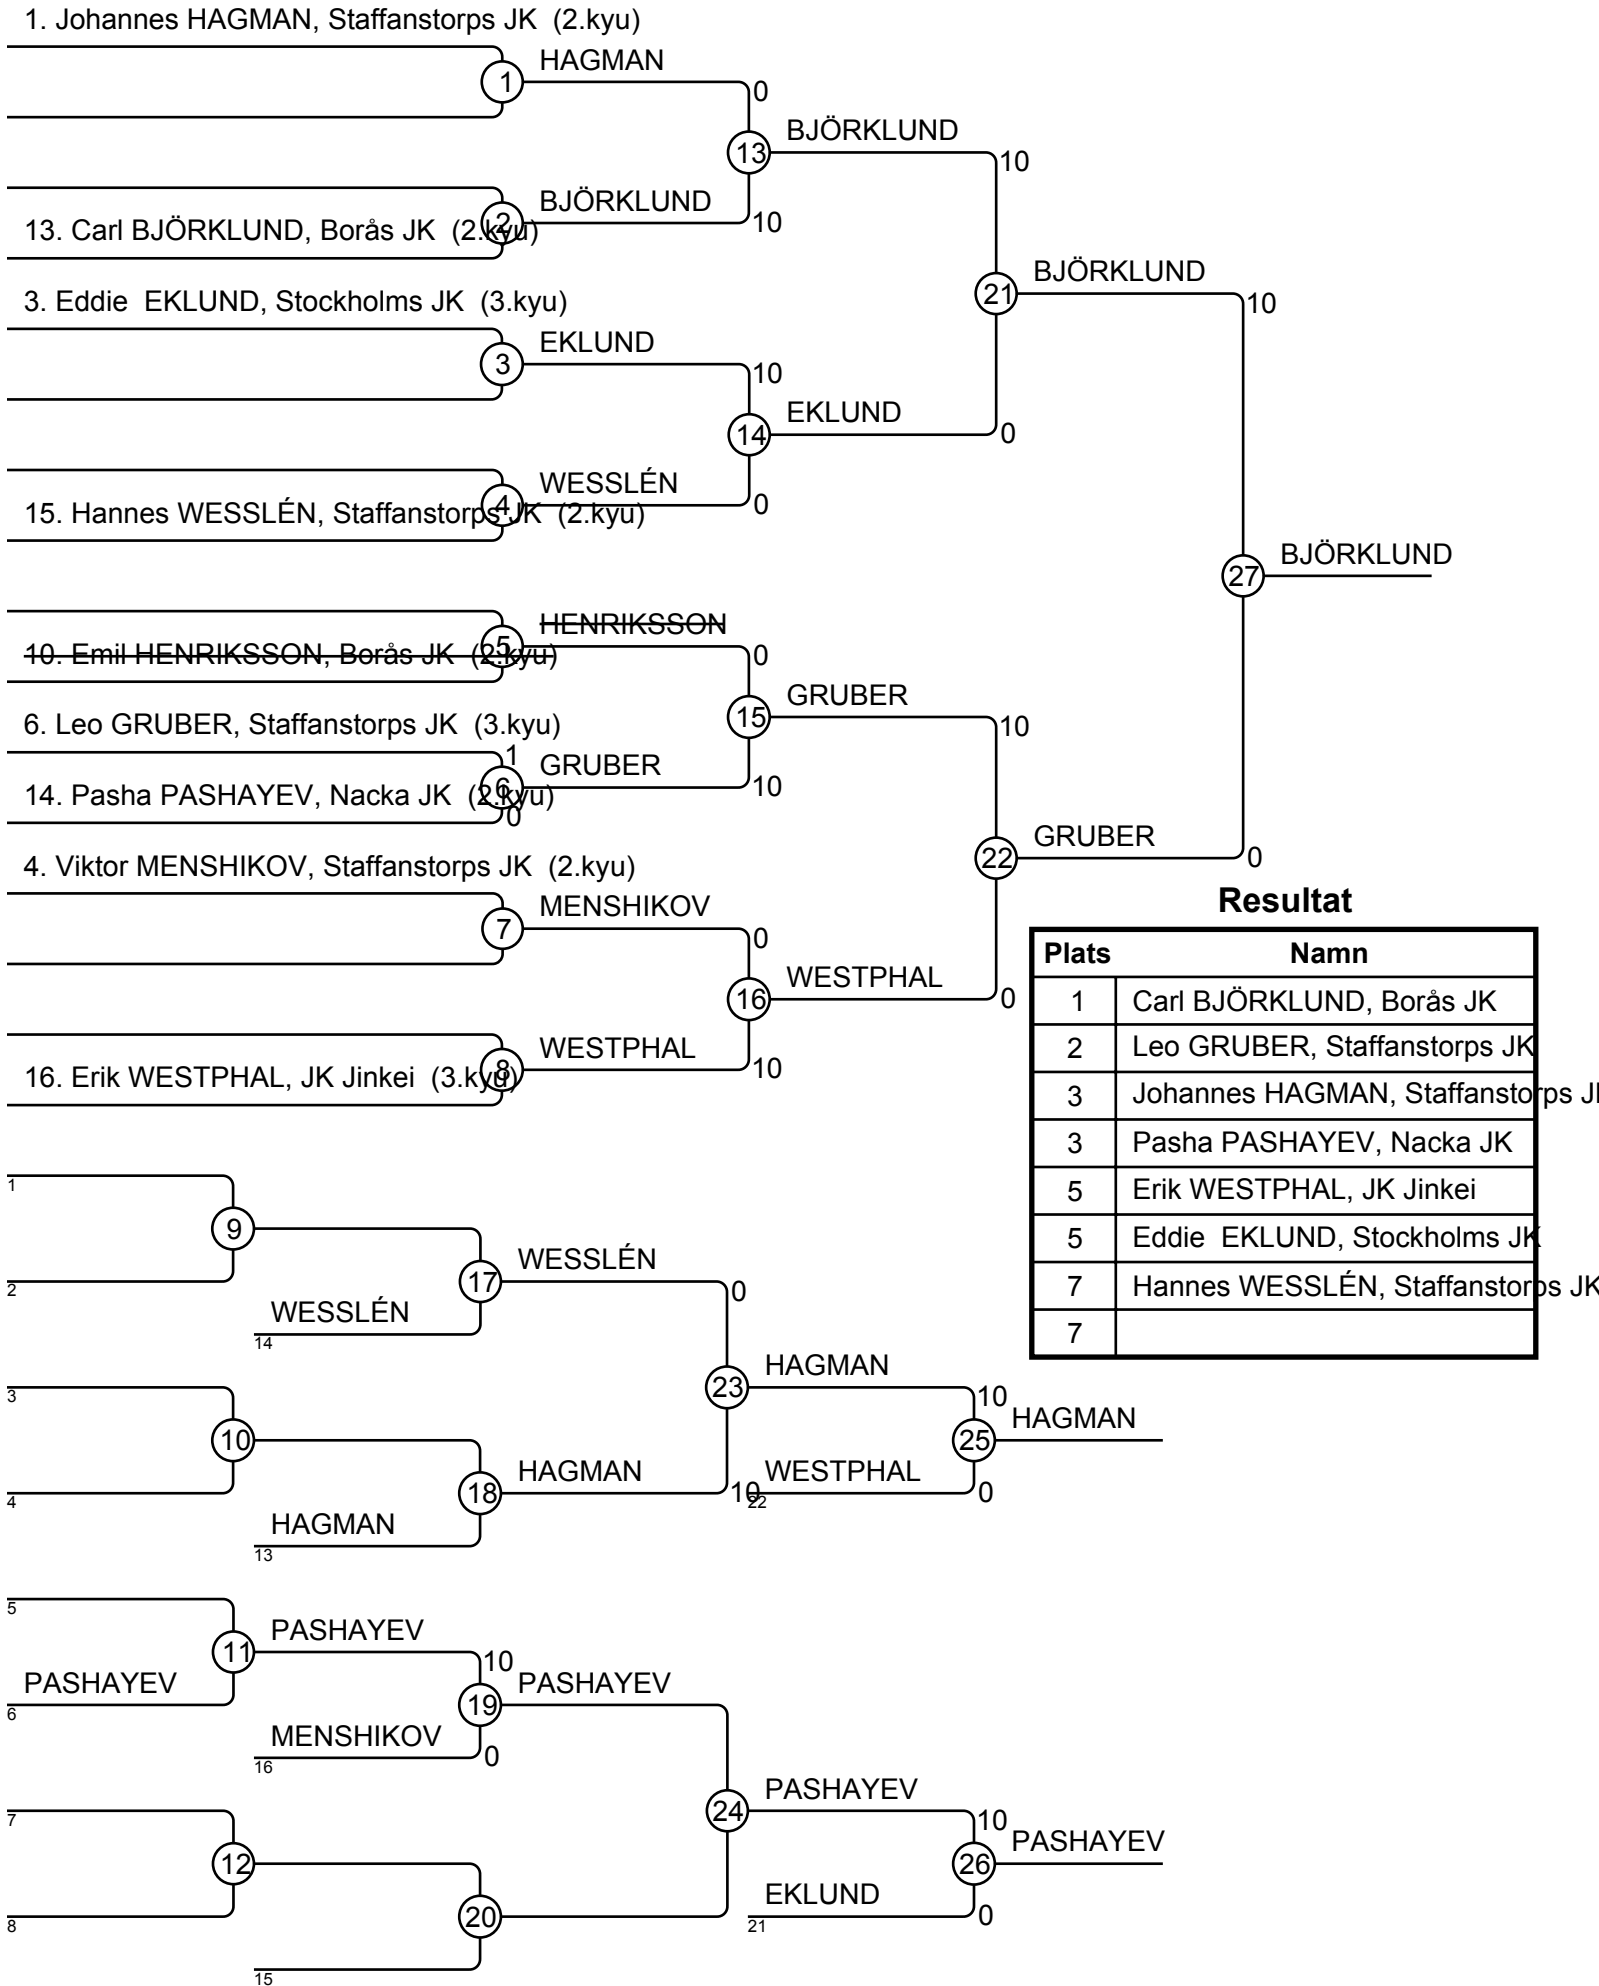 1. Johannes HAGMAN, Staffanstorps JK (2.kyu)
HAGMAN
1
0
BJÖRKLUND
13
10
BJÖRKLUND
2
13. Carl BJÖRKLUND, Borås JK (2.kyu)
10
BJÖRKLUND
21
10
3. Eddie  EKLUND, Stockholms JK (3.kyu)
EKLUND
3
10
EKLUND
14
0
WESSLÉN
4
0
15. Hannes WESSLÉN, Staffanstorps JK (2.kyu)
BJÖRKLUND
27
HENRIKSSON
5
10. Emil HENRIKSSON, Borås JK (2.kyu)
0
GRUBER
15
10
6. Leo GRUBER, Staffanstorps JK (3.kyu)
1
GRUBER
6
14. Pasha PASHAYEV, Nacka JK (2.kyu)
0
10
GRUBER
22
0
4. Viktor MENSHIKOV, Staffanstorps JK (2.kyu)
MENSHIKOV
7
0
WESTPHAL
16
0
WESTPHAL
8
16. Erik WESTPHAL, JK Jinkei (3.kyu)
10
Resultat
Plats Namn
1 Carl BJÖRKLUND, Borås JK
2 Leo GRUBER, Staffanstorps JK
3 Johannes HAGMAN, Staffanstorps
3 Pasha PASHAYEV, Nacka JK
5 Erik WESTPHAL, JK Jinkei
5 Eddie  EKLUND, Stockholms JK
7 Hannes WESSLÉN, Staffanstorps JK
7
1
9
2
WESSLÉN
17
0
WESSLÉN
14
HAGMAN
23
10
3
10
4
HAGMAN
18
10
HAGMAN
13
WESTPHAL
22
0
25
HAGMAN
5
11
PASHAYEV
10
PASHAYEV
6
19
PASHAYEV
MENSHIKOV
16
0
7
12
8
20
15
24
PASHAYEV
10
26
PASHAYEV
EKLUND
21
0